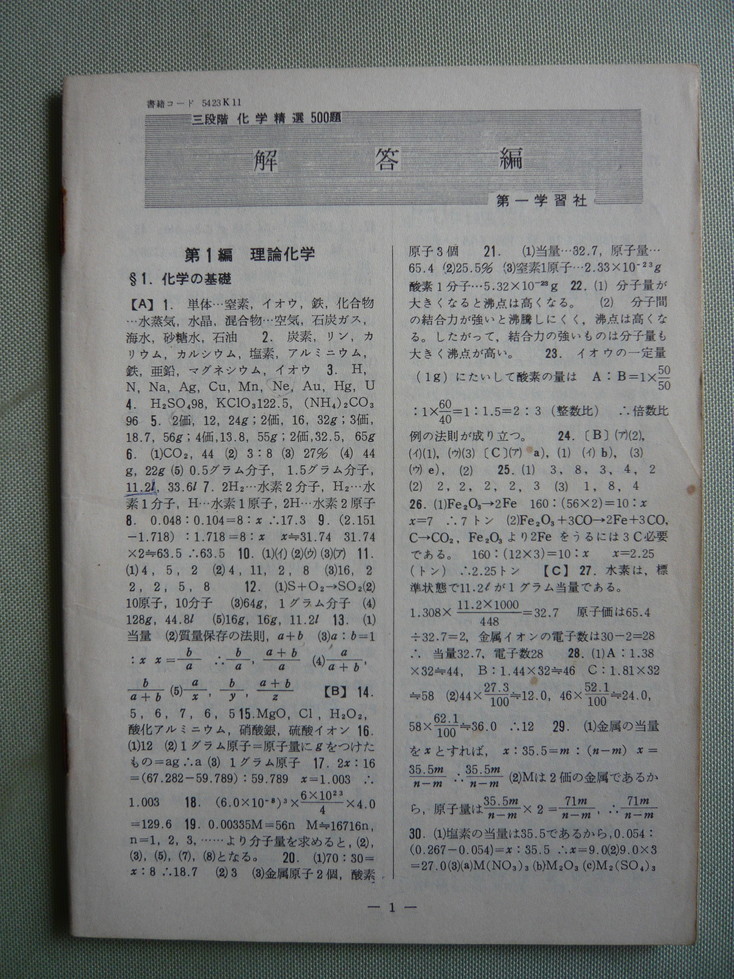 書籍コード 5423K11
三段階 化学精選500題
解答編
第一学習社
第1編 理論化学
§1. 化学の基礎
【A】1. 単体…窒素, イオウ, 鉄, 化合物
…水蒸気, 水晶, 混合物…空気, 石炭ガス,
海水, 砂糖水, 石油 2. 炭素, リン, カ
リウム, カルシウム, 塩素, アルミニウム,
鉄, 亜鉛, マグネシウム, イオウ 3. H,
N, Na, Ag, Cu, Mn, Ne, Au, Hg, U
4. H₂SO₄98, KClO₃122.5, (NH₄)₂CO₃
96 5. 2価, 12, 24g; 2価, 16, 32g; 3価,
18.7, 56g; 4価,13.8, 55g; 2価,32.5, 65g
6. (1)CO₂, 44 (2) 3:8 (3) 27% (4) 44
g, 22g (5) 0.5グラム分子, 1.5グラム分子,
11.2l, 33.6l 7. 2H₂…水素2分子, H₂…水
素1分子, H…水素1原子, 2H…水素2原子
8. 0.048:0.104=8:x ∴17.3 9. (2.151
−1.718):1.718=8:x x≒31.74 31.74
×2≒63.5 ∴63.5 10. (1)(イ) (2)(ウ) (3)(ア) 11.
(1) 4, 5, 2 (2) 4, 11, 2, 8 (3)16, 2
2, 2, 5, 8 12. (1)S+O₂→SO₂(2)
10原子, 10分子 (3)64g, 1グラム分子 (4)
128g, 44.8l (5)16g, 16g, 11.2l 13. (1)
当量 (2)質量保存の法則, a+b (3)a:b=1
:x x=b/a ∴b/a, (a+b)/a (4)a/(a+b),
b/(a+b) (5)a/x, b/y, (a+b)/z 【B】14.
5, 6, 7, 6, 5 15.MgO, Cl, H₂O₂,
酸化アルミニウム, 硝酸銀, 硫酸イオン 16.
(1)12 (2)1グラム原子=原子量にgをつけた
もの=ag∴a (3) 1グラム原子 17. 2x:16
=(67.282−59.789):59.789 x=1.003 ∴
1.003 18. (6.0×10⁻⁸)³×(6×10²³)/4×4.0
=129.6 19. 0.00335M=56n M≒16716n,
n=1, 2, 3, ……より分子量を求めると, (2),
(3), (5), (7), (8)となる。 20. (1)70:30=
x:8 ∴18.7 (2) 3 (3)金属原子2個, 酸素
原子3個 21. (1)当量…32.7, 原子量…
65.4 (2)25.5% (3)窒素1原子…2.33×10⁻²³g
酸素1分子…5.32×10⁻²³g 22. (1) 分子量が
大きくなると沸点は高くなる。 (2) 分子間
の結合力が強いと沸騰しにくく, 沸点は高くな
る。したがって, 結合力の強いものは分子量も
大きく沸点が高い。 23. イオウの一定量
(1g)にたいして酸素の量は A:B=1×50/50
:1×60/40=1:1.5=2:3 (整数比) ∴倍数比
例の法則が成り立つ。 24. 〔B〕(ア)(2),
(イ)(1), (ウ)(3) 〔C〕(ア) a), (1) (イ) b), (3)
(ウ) e), (2) 25. (1) 3, 8, 3, 4, 2
(2) 2, 2, 2, 3 (3) 1, 8, 4
26. (1)Fe₂O₃→2Fe 160:(56×2)=10:x
x=7 ∴7トン (2)Fe₂O₃+3CO→2Fe+3CO,
C→CO₂, Fe₂O₃より2Fe をうるには3C必要
である。 160:(12×3)=10:x x=2.25
(トン) ∴2.25トン 【C】27. 水素は, 標
準状態で11.2lが1グラム当量である。
1.308×(11.2×1000)/448=32.7 原子価は65.4
÷32.7=2, 金属イオンの電子数は30−2=28
∴ 当量32.7, 電子数28 28. (1)A:1.38
×32≒44, B:1.44×32≒46 C:1.81×32
≒58 (2)44×27.3/100≒12.0, 46×52.1/100≒24.0,
58×62.1/100≒36.0 ∴12 29. (1)金属の当量
をxとすれば, x:35.5=m:(n−m) x=
35.5m/(n−m) ∴35.5m/(n−m) (2)Mは2価の金属であるか
ら, 原子量は35.5m/(n−m)×2=71m/(n−m), ∴71m/(n−m)
30. (1)塩素の当量は35.5であるから,0.054:
(0.267−0.054)=x:35.5 ∴x=9.0(2)9.0×3
=27.0(3)(a)M(NO₃)₃ (b)M₂O₃ (c)M₂(SO₄)₃
— 1 —